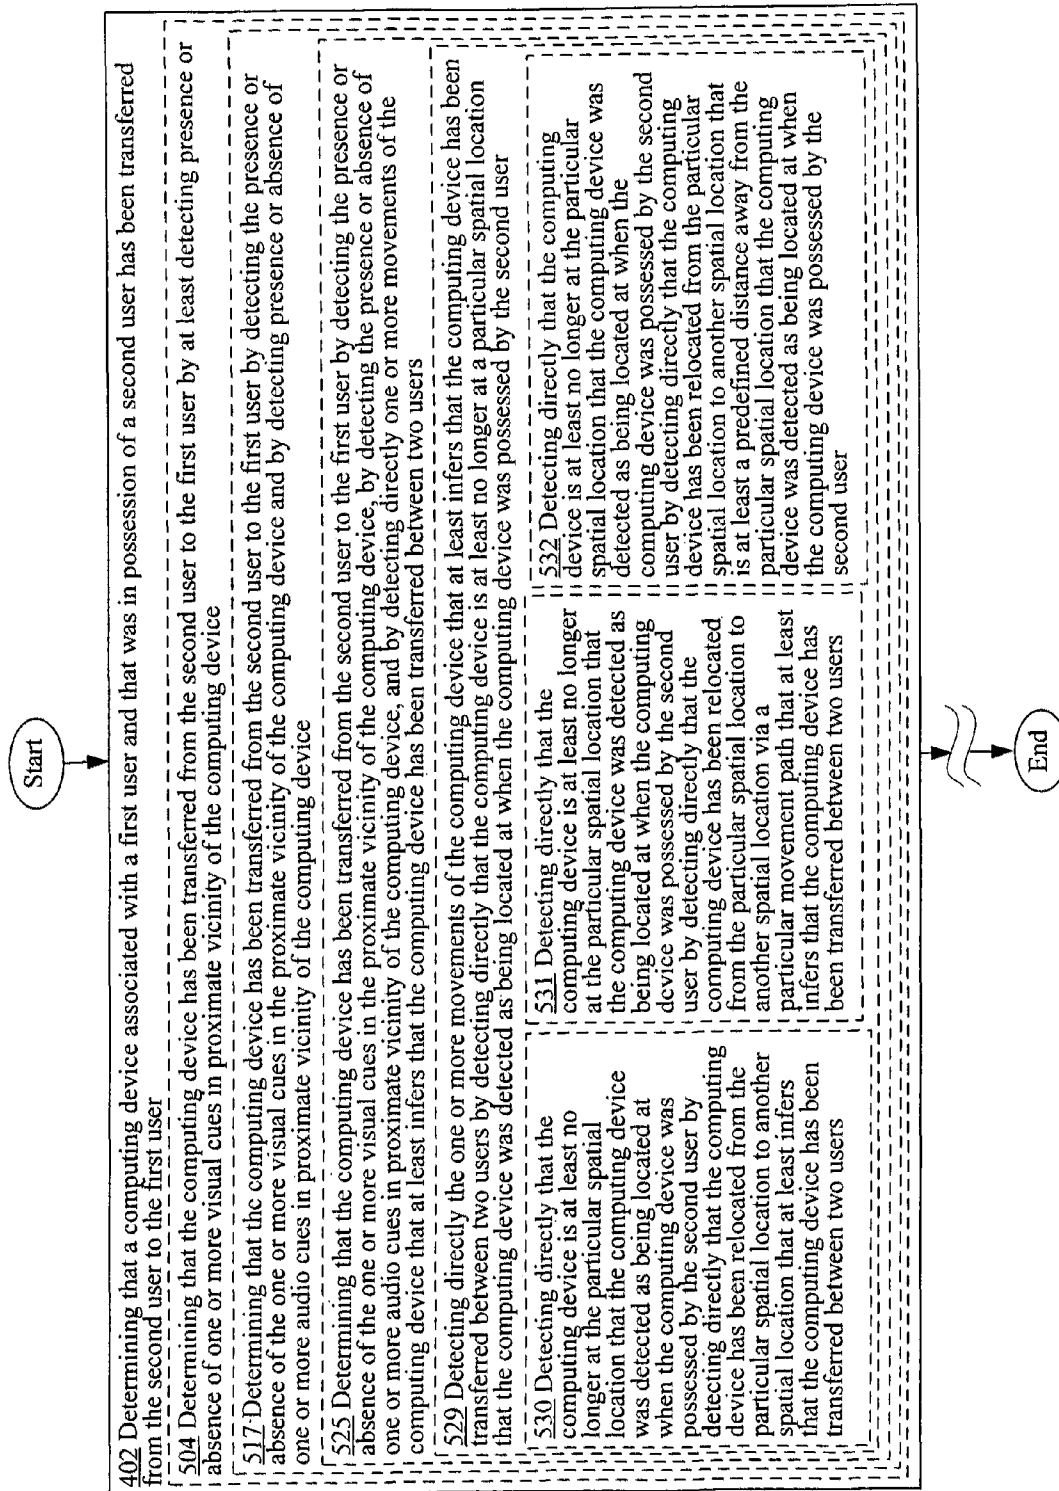 Start
402 Determining that a computing device associated with a first user and that was in possession of a second user has been transferred
from the second user to the first user
504 Determining that the computing device has been transferred from the second user to the first user by at least detecting presence or
absence of one or more visual cues in proximate vicinity of the computing device
517 Determining that the computing device has been transferred from the second user to the first user by detecting the presence or
absence of the one or more visual cues in the proximate vicinity of the computing device and by detecting presence or absence of
one or more audio cues in proximate vicinity of the computing device
525 Determining that the computing device has been transferred from the second user to the first user by detecting the presence or
absence of the one or more visual cues in the proximate vicinity of the computing device, by detecting the presence or absence of
one or more audio cues in proximate vicinity of the computing device, and by detecting directly one or more movements of the
computing device that at least infers that the computing device has been transferred between two users
529 Detecting directly the one or more movements of the computing device that at least infers that the computing device has been
transferred between two users by detecting directly that the computing device is at least no longer at a particular spatial location
that the computing device was detected as being located at when the computing device was possessed by the second user
530 Detecting directly that the
computing device is at least no
longer at the particular spatial
location that the computing device
was detected as being located at
when the computing device was
possessed by the second user by
detecting directly that the computing
device has been relocated from the
particular spatial location to another
spatial location that at least infers
that the computing device has been
transferred between two users
531 Detecting directly that the
computing device is at least no longer
at the particular spatial location that
the computing device was detected as
being located at when the computing
device was possessed by the second
user by detecting directly that the
computing device has been relocated
from the particular spatial location to
another spatial location via a
particular movement path that at least
infers that the computing device has
been transferred between two users
532 Detecting directly that the computing
device is at least no longer at the particular
spatial location that the computing device was
detected as being located at when the
computing device was possessed by the second
user by detecting directly that the computing
device has been relocated from the particular
spatial location to another spatial location that
is at least a predefined distance away from the
particular spatial location that the computing
device was detected as being located at when
the computing device was possessed by the
second user
End